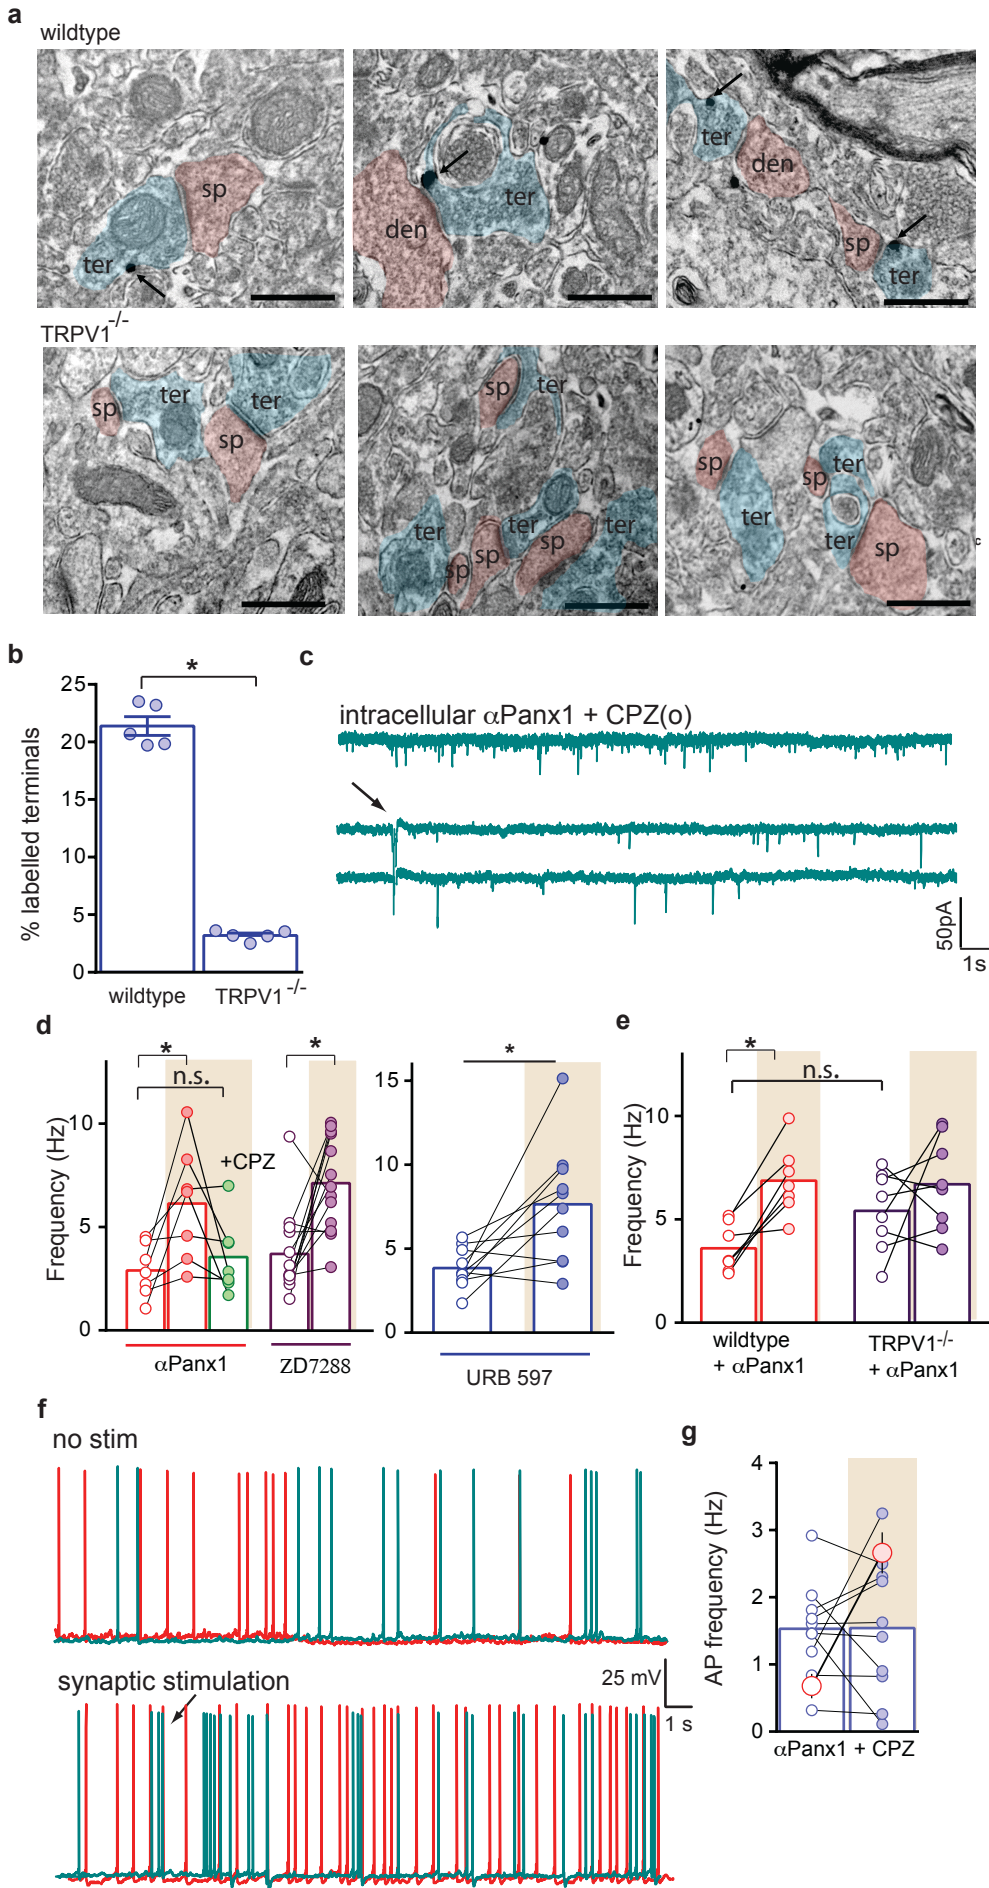 a
wildtype
sp
ter
den
ter
ter
den
sp
ter
TRPV1-/-
sp
ter
ter
sp
sp
ter
ter
ter
ter
sp
sp
sp
sp
ter
sp
ter
ter
sp
c
b
*
25
20
15
10
5
0
% labelled terminals
wildtype
TRPV1-/-
c
intracellular αPanx1 + CPZ(o)
50pA
1s
d
*
n.s.
*
+CPZ
10
5
0
Frequency (Hz)
αPanx1
ZD7288
*
15
10
5
0
URB 597
e
*
n.s.
10
5
0
Frequency (Hz)
wildtype
+ αPanx1
TRPV1-/-
+ αPanx1
f
no stim
synaptic stimulation
25 mV
1 s
g
4
3
2
1
0
AP frequency (Hz)
αPanx1 + CPZ